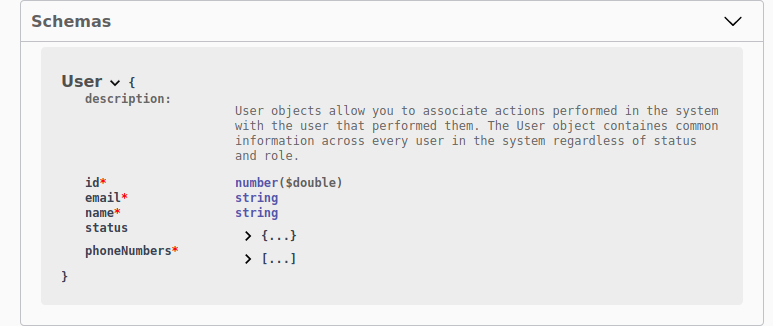 Schemas
User {
description:
User objects allow you to associate actions performed in the system
with the user that performed them. The User object containes common
information across every user in the system regardless of status
and role.
id* number($double)
email* string
name* string
status {...}
phoneNumbers* [...]
}